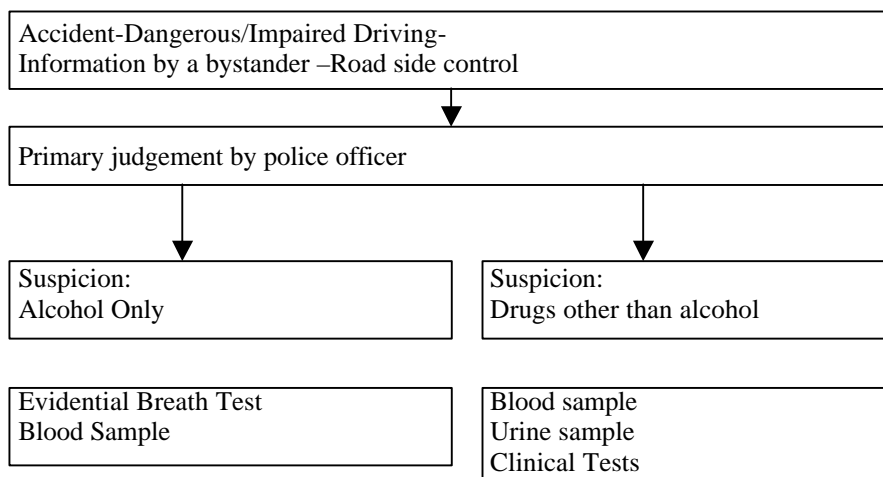 Accident-Dangerous/Impaired Driving-
Information by a bystander –Road side control
Primary judgement by police officer
Suspicion:
Alcohol Only
Suspicion:
Drugs other than alcohol
Evidential Breath Test
Blood Sample
Blood sample
Urine sample
Clinical Tests